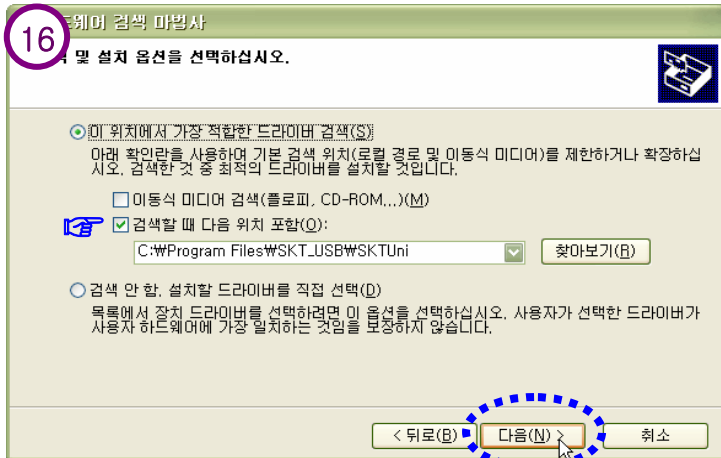 16
드웨어 검색 마법사
및 설치 옵션을 선택하십시오.
이 위치에서 가장 적합한 드라이버 검색(S)
아래 확인란을 사용하여 기본 검색 위치(로컬 경로 및 이동식 미디어)를 제한하거나 확장하십
시오. 검색한 것 중 최적의 드라이버를 설치할 것입니다.
이동식 미디어 검색(플로피, CD-ROM...)(M)
검색할 때 다음 위치 포함(O):
C:₩Program Files₩SKT_USB₩SKTUni
찾아보기(R)
검색 안 함. 설치할 드라이버를 직접 선택(D)
목록에서 장치 드라이버를 선택하려면 이 옵션을 선택하십시오. 사용자가 선택한 드라이버가
사용자 하드웨어에 가장 일치하는 것임을 보장하지 않습니다.
< 뒤로(B) 다음(N) > 취소